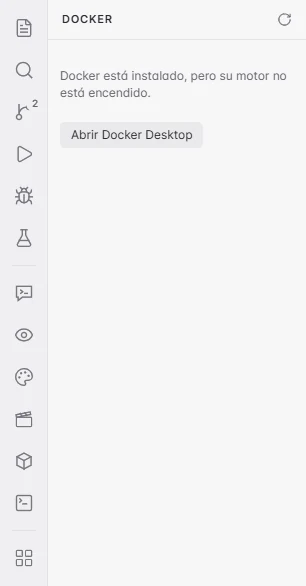 DOCKER
Docker está instalado, pero su motor no
está encendido.
2
Abrir Docker Desktop